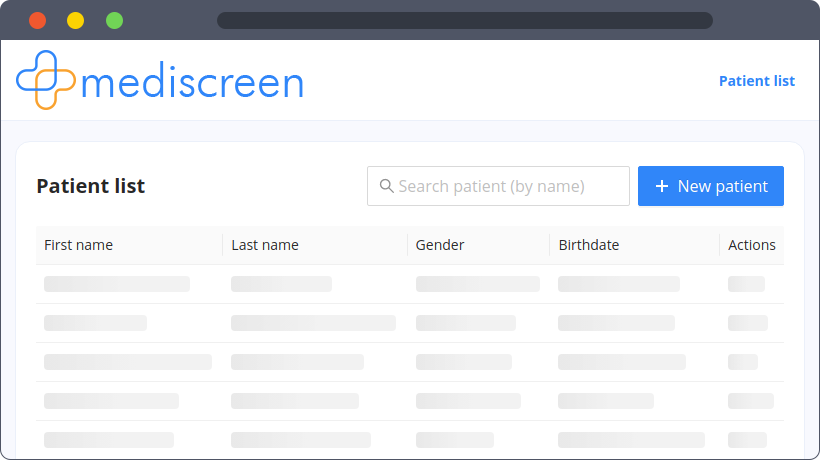 mediscreen
Patient list
Patient list
Search patient (by name)
+ New patient
First name
Last name
Gender
Birthdate
Actions